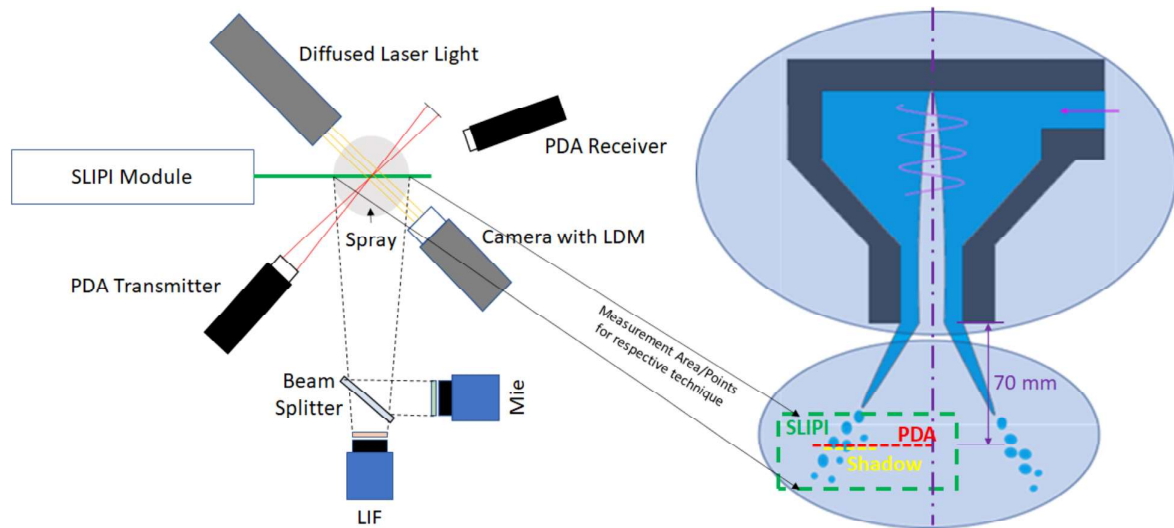 Diffused Laser Light
PDA Receiver
SLIPI Module
Spray
Camera with LDM
PDA Transmitter
Measurement Area/Points
for respective technique
Beam
Splitter
Mie
LIF
70 mm
SLIPI
PDA
Shadow